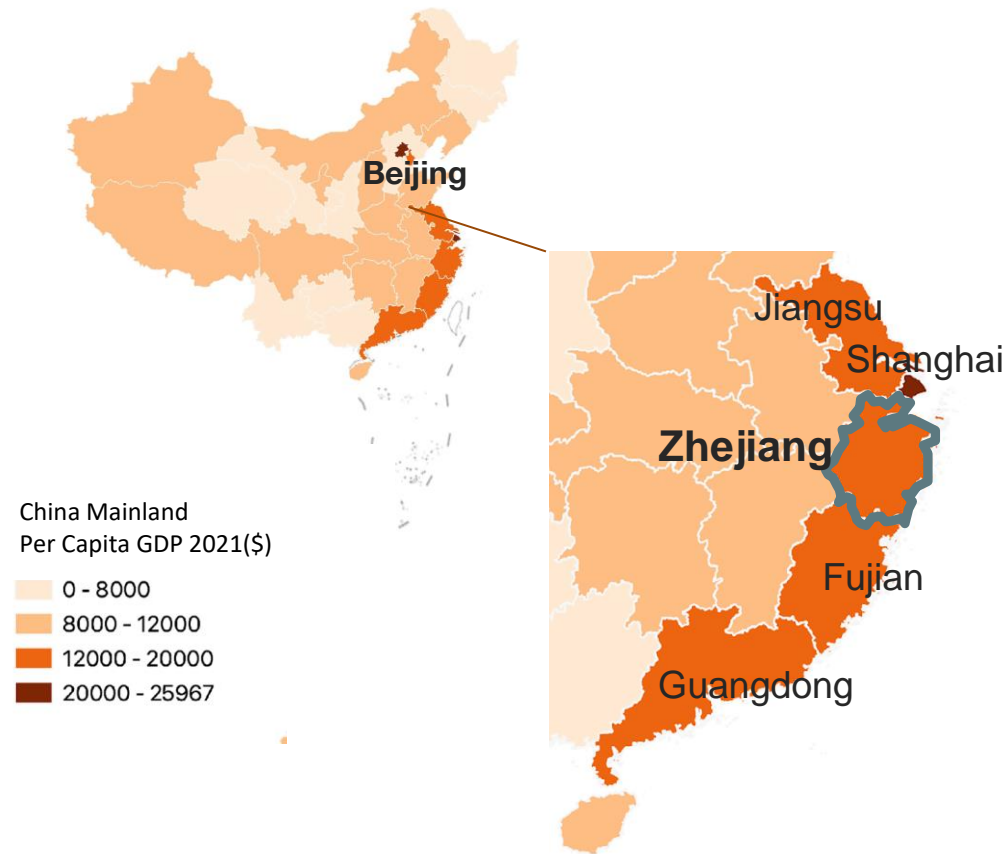 Beijing
Jiangsu
Shanghai
Zhejiang
Fujian
Guangdong
China Mainland
Per Capita GDP 2021($)
0 - 8000
8000 - 12000
12000 - 20000
20000 - 25967